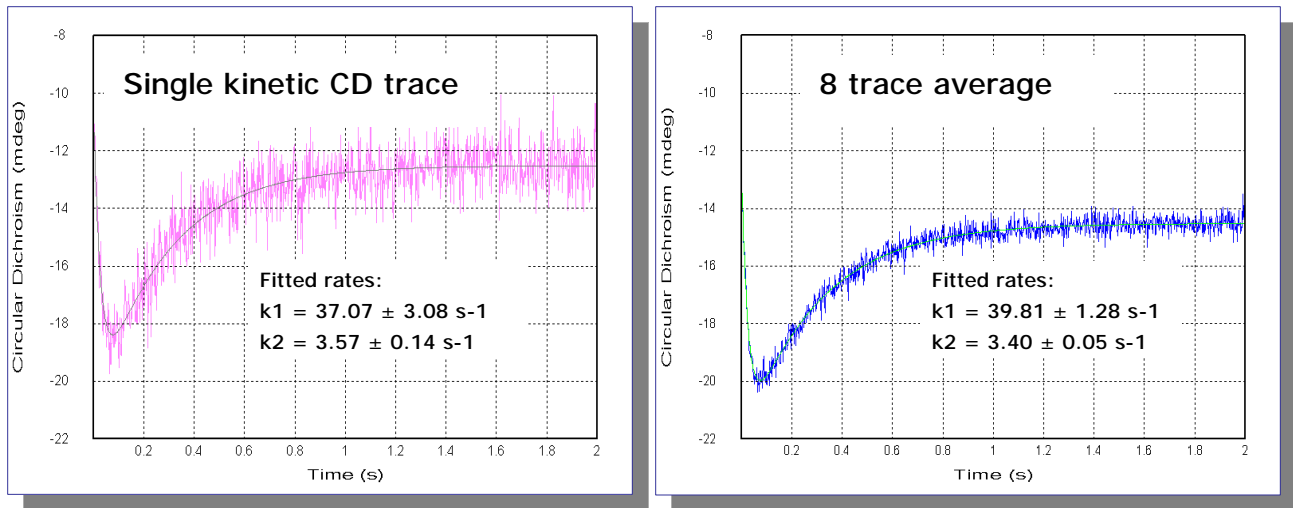 Single kinetic CD trace
Circular Dichroism (mdeg)
-8
-10
-12
-14
-16
-18
-20
-22
Fitted rates:
k1 = 37.07 ± 3.08 s-1
k2 = 3.57 ± 0.14 s-1
0.2 0.4 0.6 0.8 1 1.2 1.4 1.6 1.8 2
Time (s)
8 trace average
Circular Dichroism (mdeg)
-8
-10
-12
-14
-16
-18
-20
-22
Fitted rates:
k1 = 39.81 ± 1.28 s-1
k2 = 3.40 ± 0.05 s-1
0.2 0.4 0.6 0.8 1 1.2 1.4 1.6 1.8 2
Time (s)